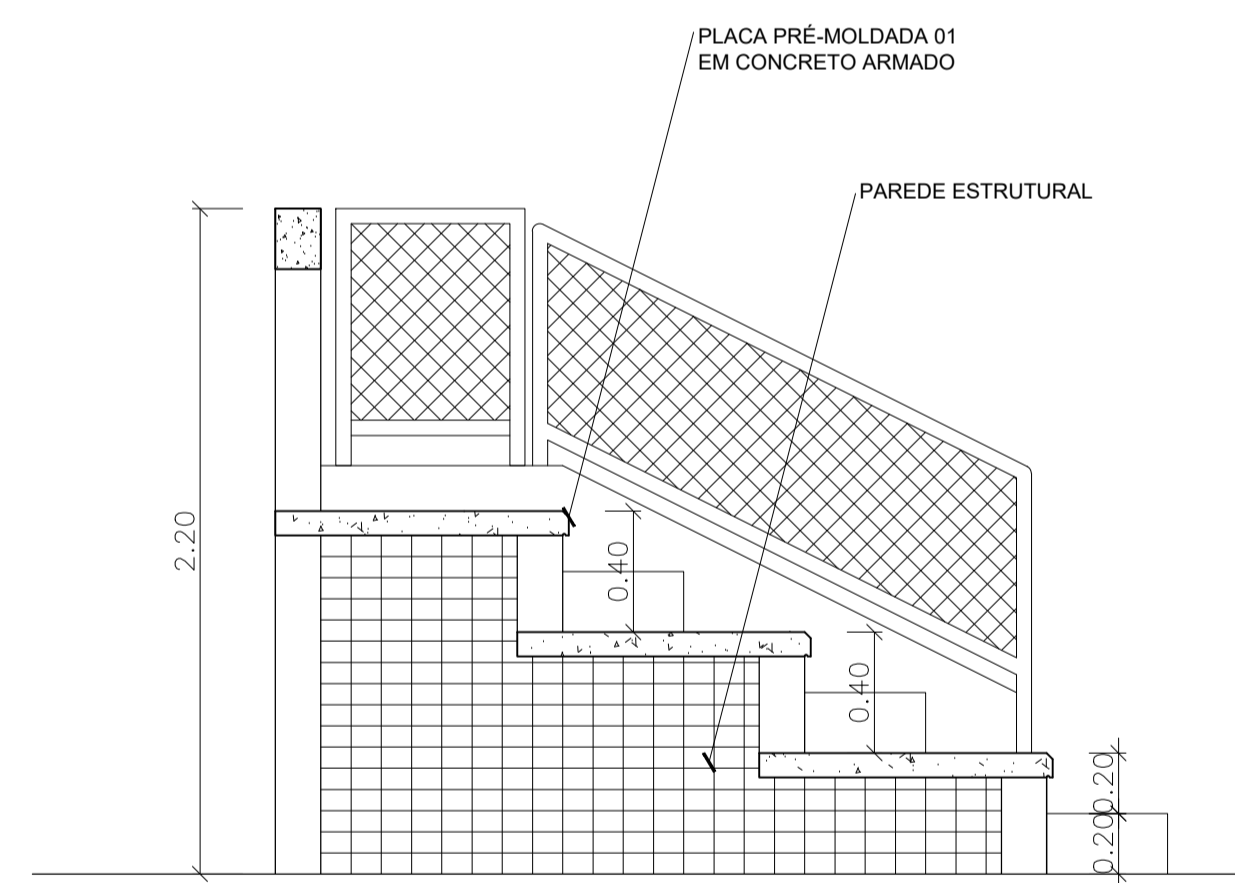 PLACA PRÉ-MOLDADA 01
EM CONCRETO ARMADO
PAREDE ESTRUTURAL
2.20
0.40
0.40
0.20
0.20